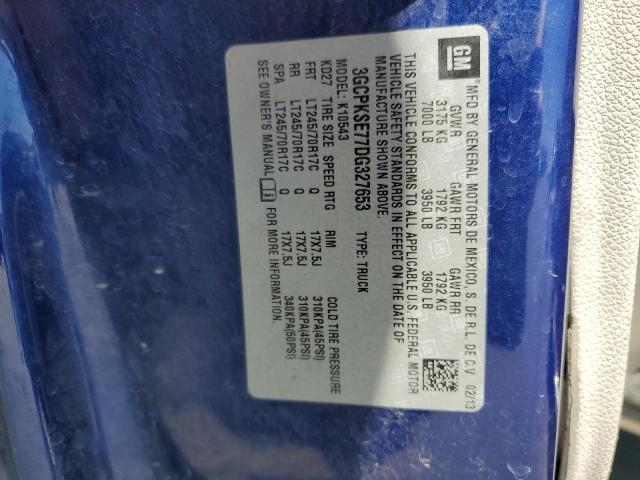 GM
MFD BY GENERAL MOTORS DE MEXICO, S. DE R.L. DE C.V 02/13
GVWR GAWR FRT GAWR RR
3175 KG 1792 KG 1792 KG
7000 LB 3950 LB 3950 LB
THIS VEHICLE CONFORMS TO ALL APPLICABLE U.S. FEDERAL MOTOR
VEHICLE SAFETY STANDARDS IN EFFECT ON THE DATE OF
MANUFACTURE SHOWN ABOVE.
3GCPKSE77DG327653 TYPE: TRUCK
MODEL: K10543
KD27 TIRE SIZE SPEED RTG RIM COLD TIRE PRESSURE
FRT LT245/70R17C Q 17X7.5J 310KPA(45PSI)
RR LT245/70R17C Q 17X7.5J 310KPA(45PSI)
SPA LT245/70R17C Q 17X7.5J 340KPA(50PSI)
SEE OWNER'S MANUAL FOR MORE INFORMATION.